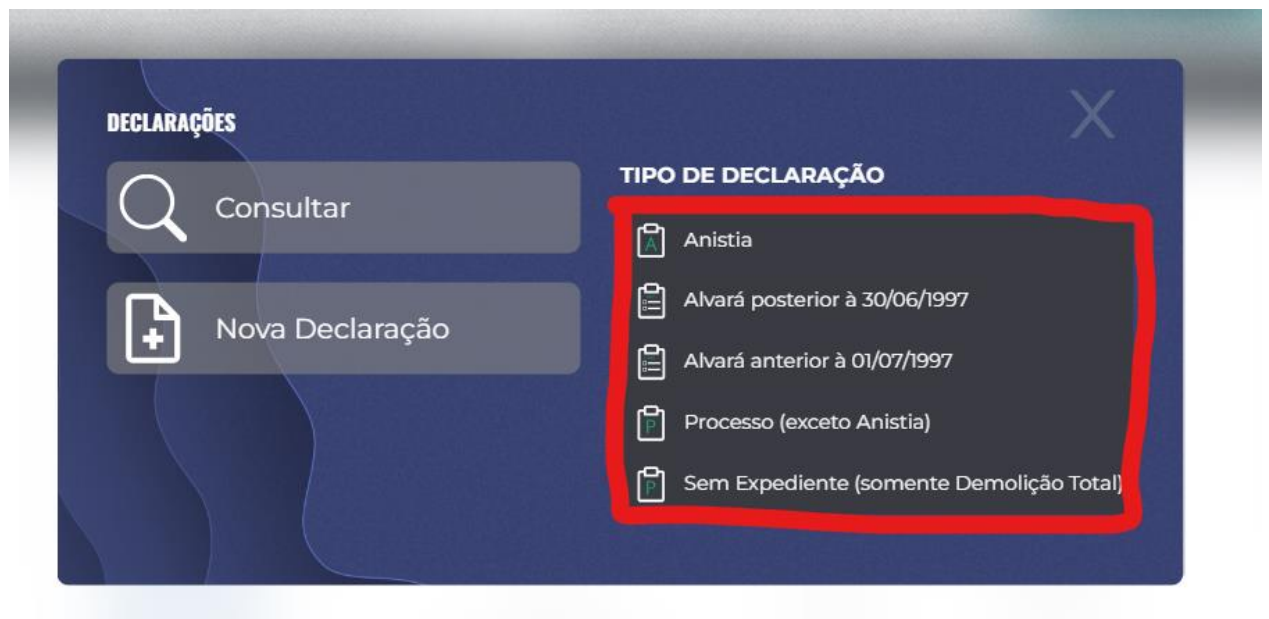 DECLARAÇÕES
X
Consultar
Nova Declaração
TIPO DE DECLARAÇÃO
A Anistia
Alvará posterior à 30/06/1997
Alvará anterior à 01/07/1997
P Processo (exceto Anistia)
P Sem Expediente (somente Demolição Total)